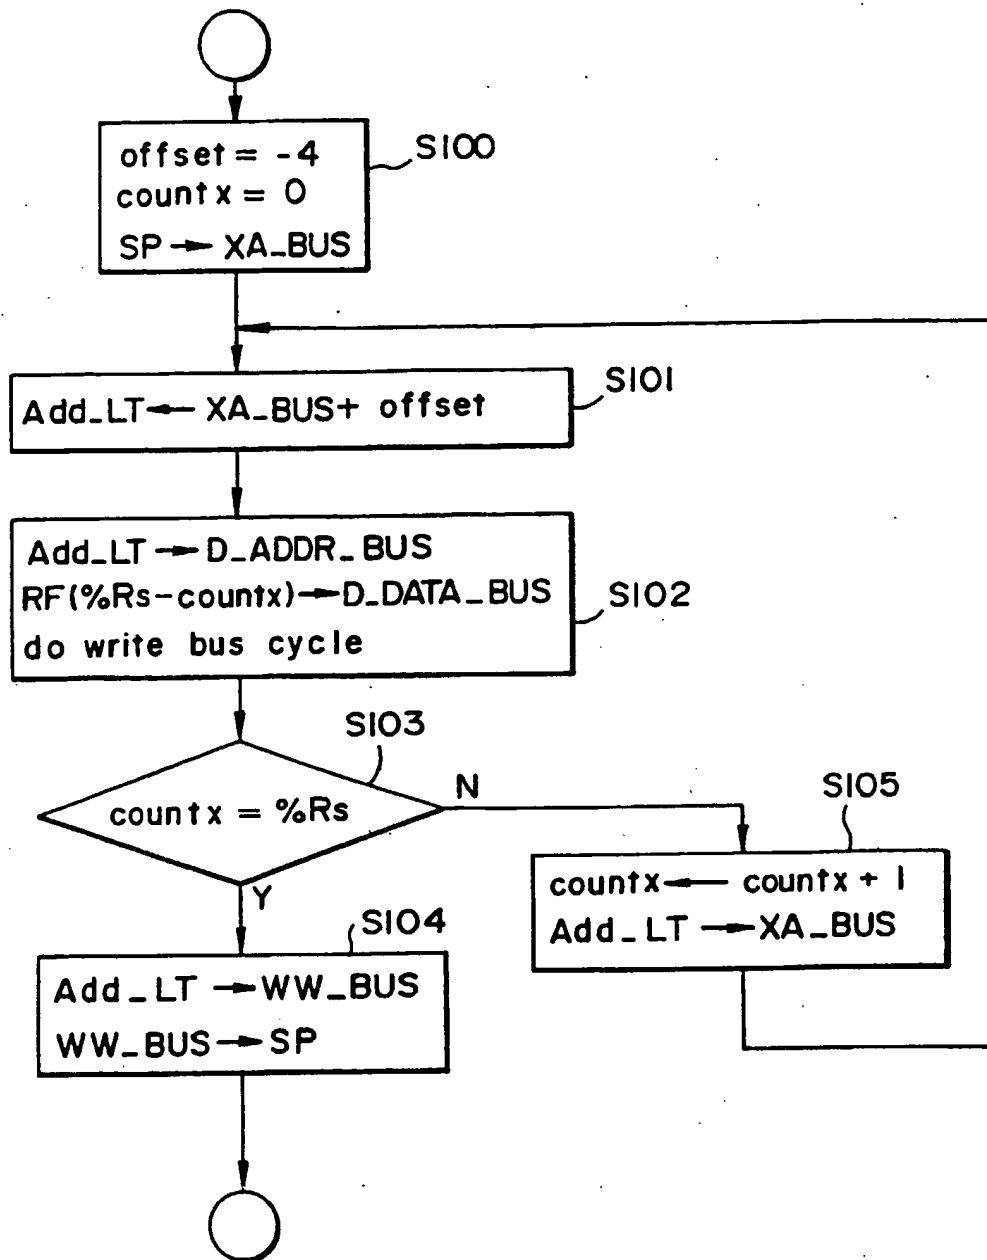 offset = -4
countx = 0
SP → XA_BUS
S100
Add_LT ← XA_BUS + offset
S101
Add_LT → D_ADDR_BUS
RF(%Rs-countx) → D_DATA_BUS
do write bus cycle
S102
S103
countx = %Rs
N
Y
S105
countx ← countx + 1
Add_LT → XA_BUS
S104
Add_LT → WW_BUS
WW_BUS → SP